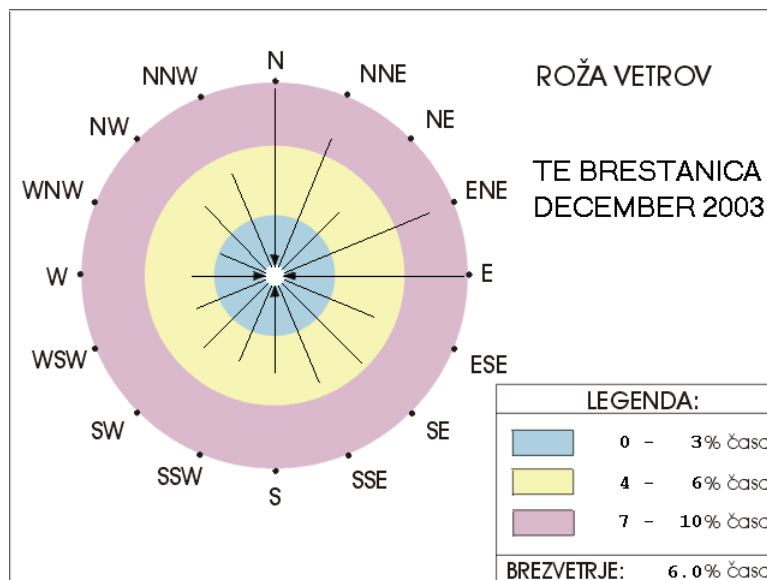 ROŽA VETROV
TE BRESTANICA
DECEMBER 2003
N
NNE
NE
ENE
E
ESE
SE
SSE
S
SSW
SW
WSW
W
WNW
NW
NNW
LEGENDA:
0 - 3% časa
4 - 6% časa
7 - 10% časa
BREZVETRJE: 6.0% časa